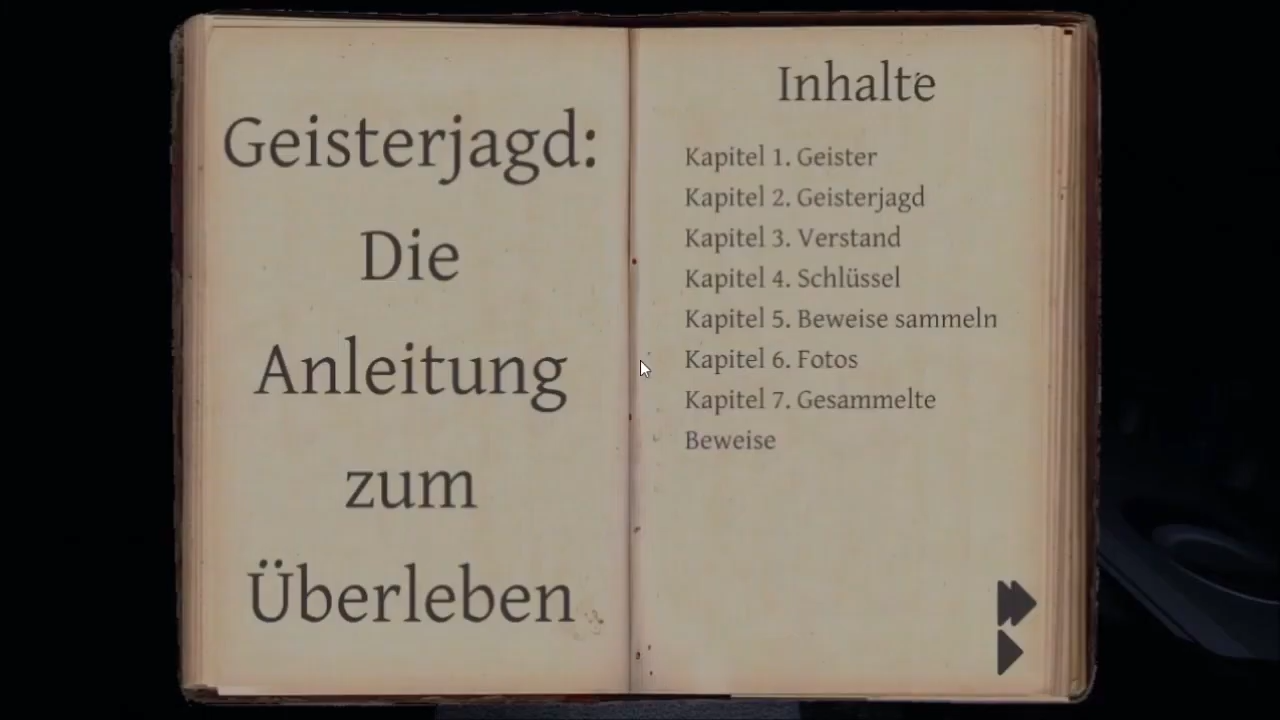 Geisterjagd:
Die
Anleitung
zum
Überleben
Inhalte
Kapitel 1. Geister
Kapitel 2. Geisterjagd
Kapitel 3. Verstand
Kapitel 4. Schlüssel
Kapitel 5. Beweise sammeln
Kapitel 6. Fotos
Kapitel 7. Gesammelte
Beweise